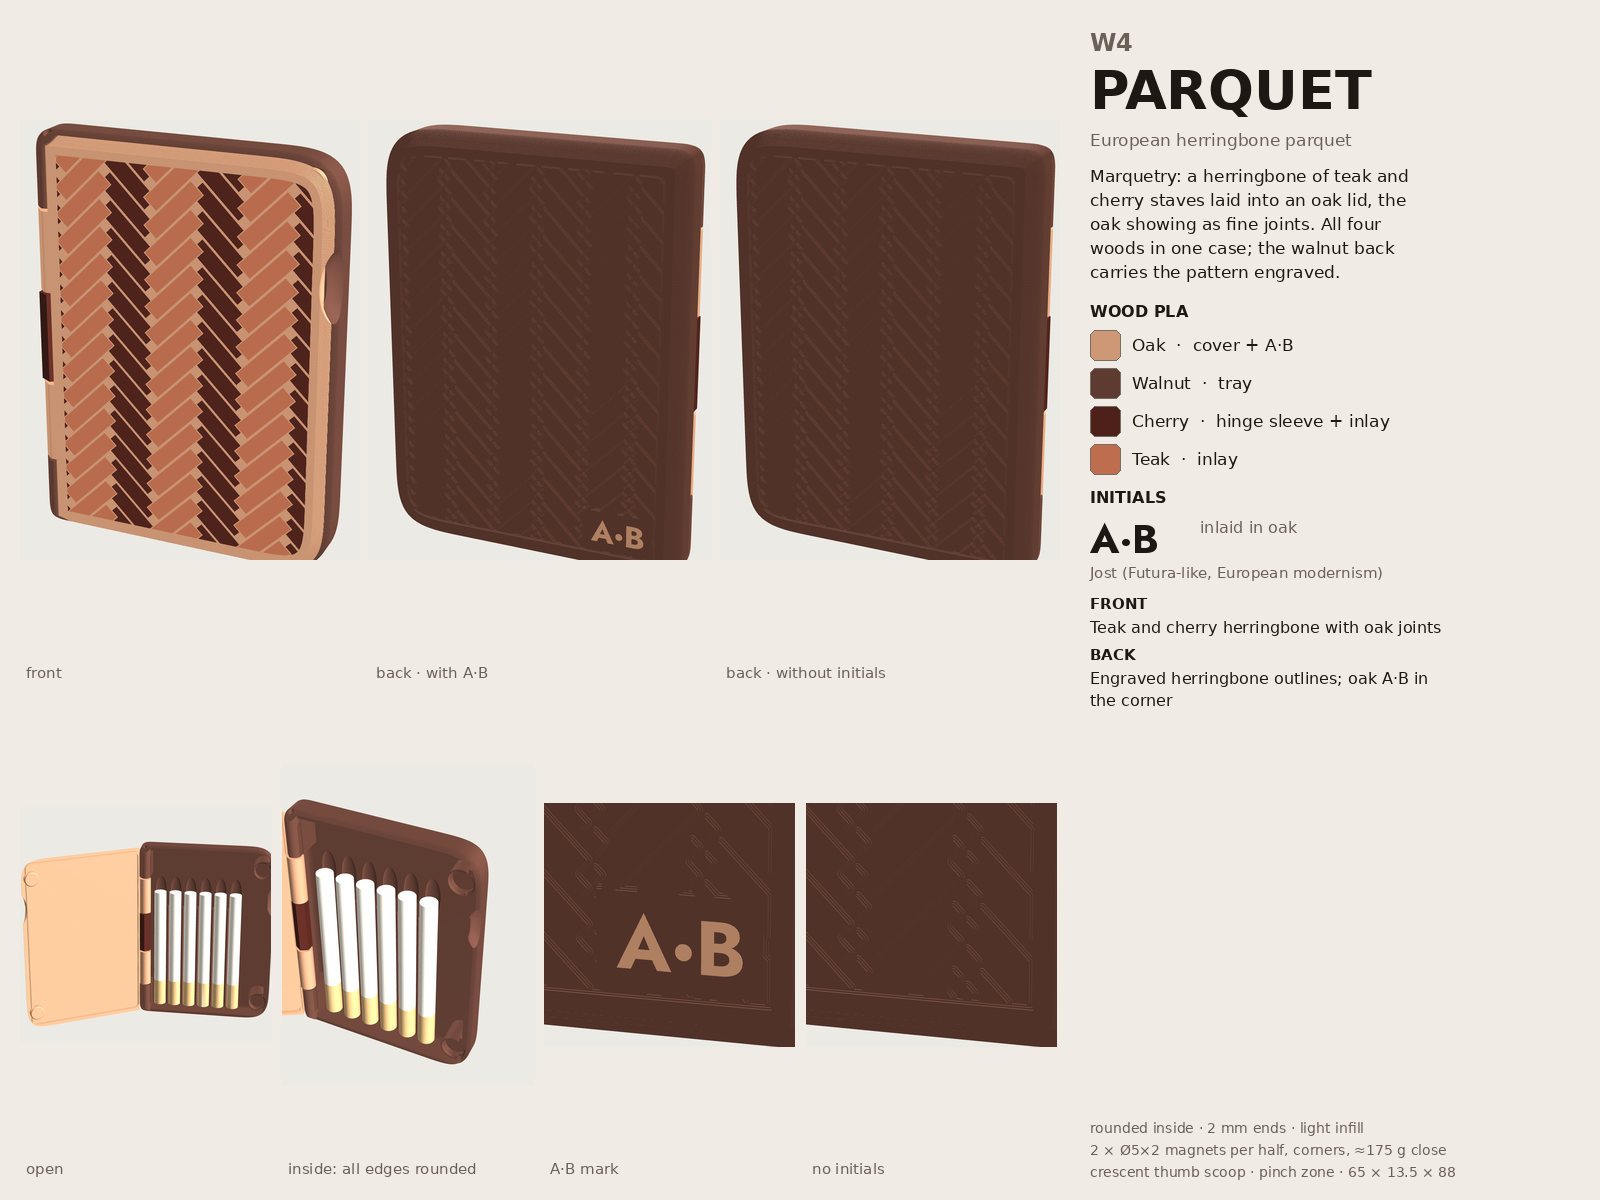 W4
PARQUET
European herringbone parquet
Marquetry: a herringbone of teak and
cherry staves laid into an oak lid, the
oak showing as fine joints. All four
woods in one case; the walnut back
carries the pattern engraved.
WOOD PLA
Oak · cover + A·B
Walnut · tray
Cherry · hinge sleeve + inlay
Teak · inlay
INITIALS
A·B inlaid in oak
Jost (Futura-like, European modernism)
FRONT
Teak and cherry herringbone with oak joints
BACK
Engraved herringbone outlines; oak A·B in
the corner
A·B
front
back · with A·B
back · without initials
A·B
open
inside: all edges rounded
A·B mark
no initials
rounded inside · 2 mm ends · light infill
2 × Ø5×2 magnets per half, corners, ≈175 g close
crescent thumb scoop · pinch zone · 65 × 13.5 × 88